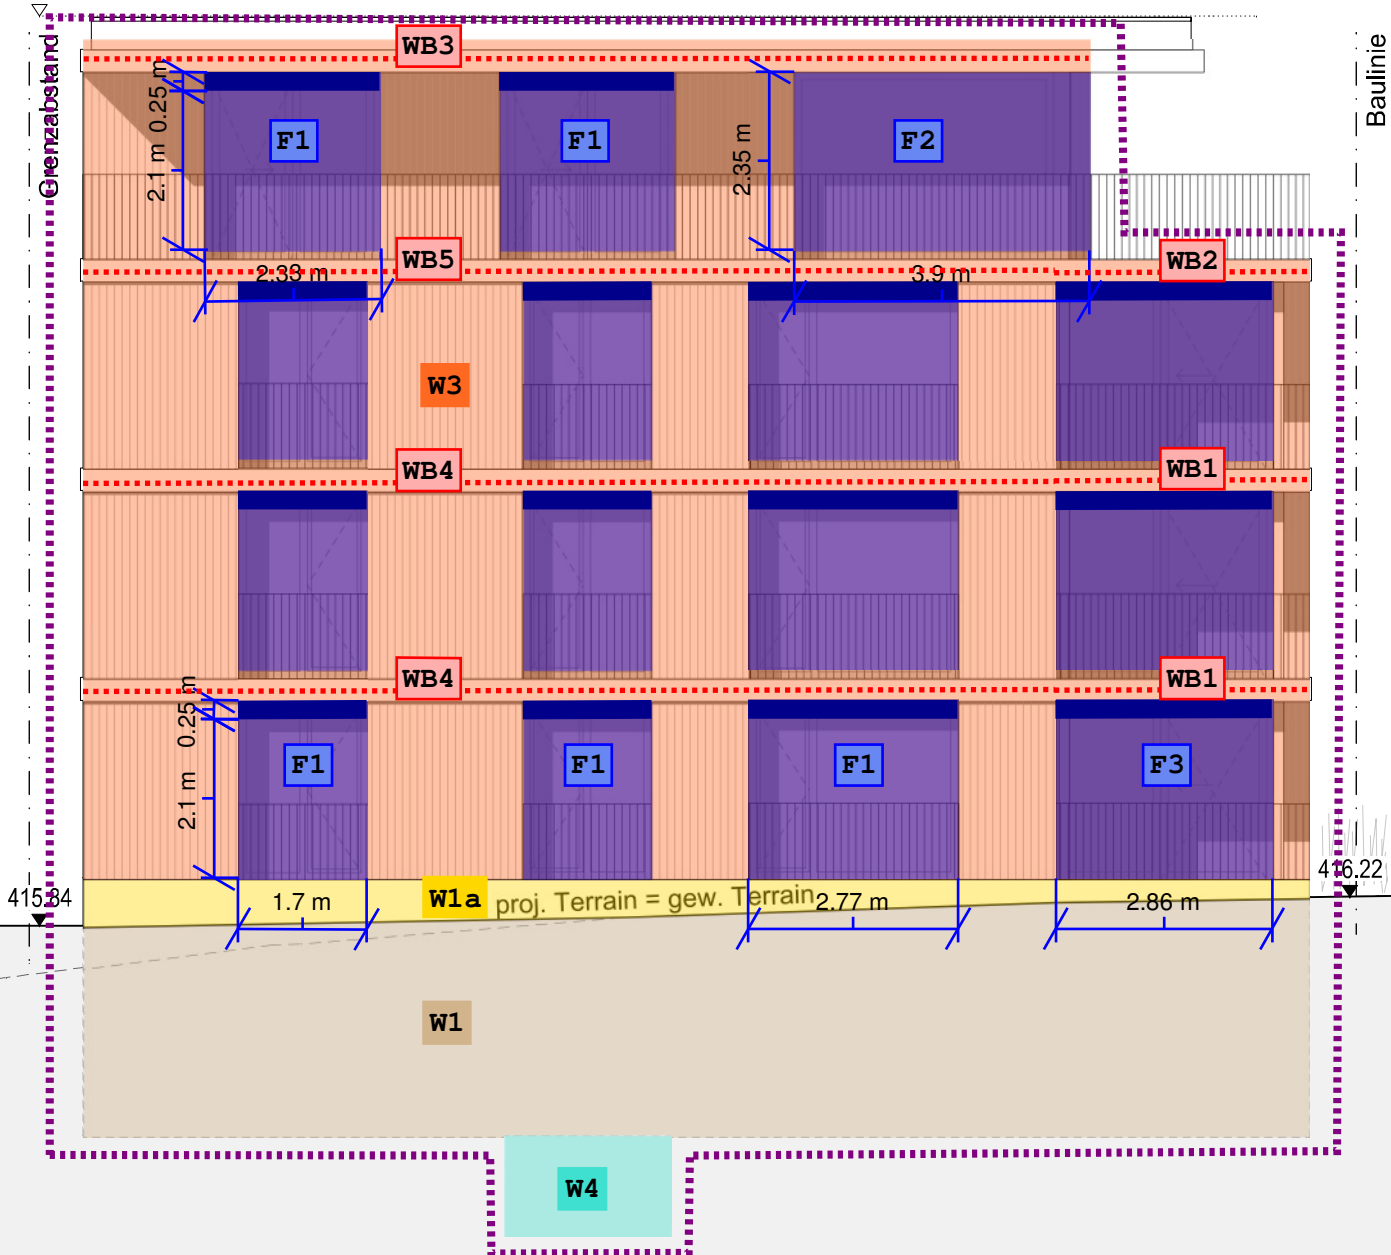 Grenzabstand
Baulinie
WB3
0.25 m
2.1 m
F1
F1
2.35 m
F2
WB5
WB2
2.33 m
3.9 m
W3
WB4
WB1
WB4
WB1
0.25 m
2.1 m
F1
F1
F1
F3
415.84
416.22
W1a
proj. Terrain = gew. Terrain
1.7 m
2.77 m
2.86 m
W1
W4